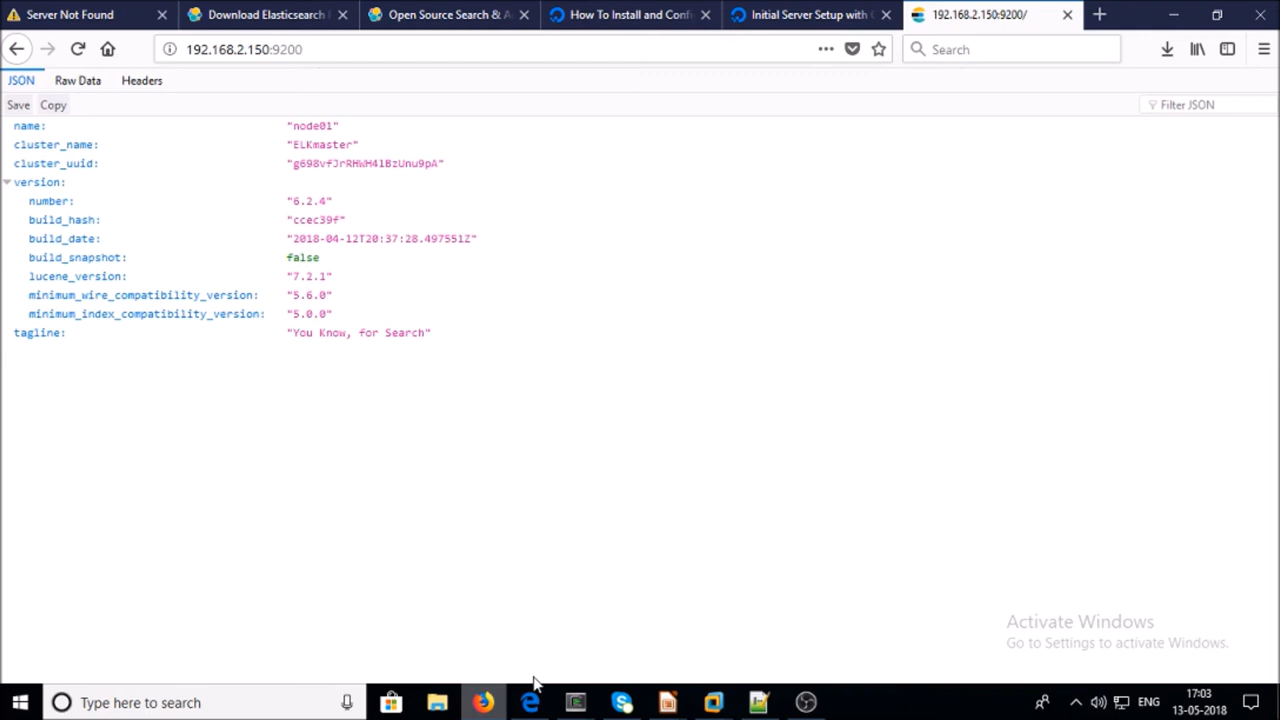 Server Not Found
Download Elasticsearch
Open Source Search & A
How To Install and Confi
Initial Server Setup with
192.168.2.150:9200/
192.168.2.150:9200
Search
JSON Raw Data Headers
Save Copy
Filter JSON
name: "node01"
cluster_name: "ELKmaster"
cluster_uuid: "g698vfJrRHWH41BzUnu9pA"
version:
number: "6.2.4"
build_hash: "ccec39f"
build_date: "2018-04-12T20:37:28.497551Z"
build_snapshot: false
lucene_version: "7.2.1"
minimum_wire_compatibility_version: "5.6.0"
minimum_index_compatibility_version: "5.0.0"
tagline: "You Know, for Search"
Activate Windows
Go to Settings to activate Windows.
Type here to search
ENG
17:03
13-05-2018